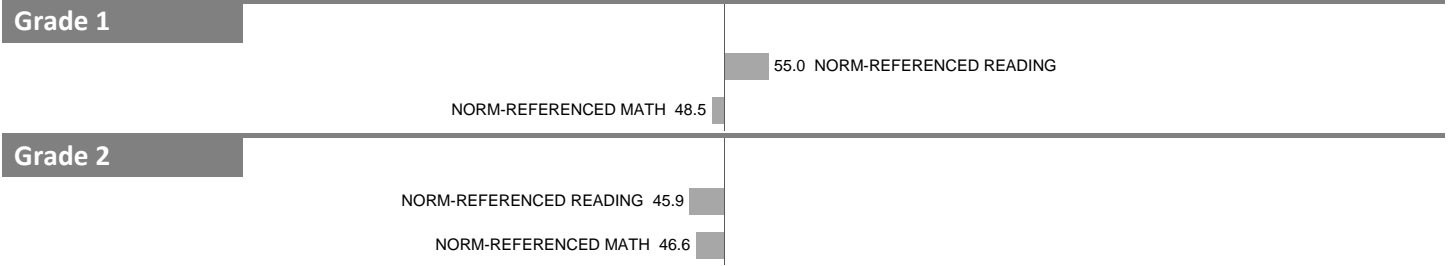 Grade 1
55.0 NORM-REFERENCED READING
NORM-REFERENCED MATH 48.5
Grade 2
NORM-REFERENCED READING 45.9
NORM-REFERENCED MATH 46.6